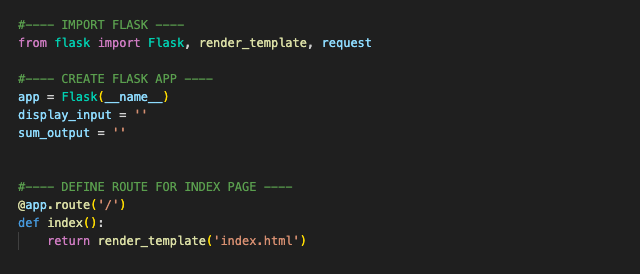 #---- IMPORT FLASK ----
from flask import Flask, render_template, request
#---- CREATE FLASK APP ----
app = Flask(__name__)
display_input = ''
sum_output = ''
#---- DEFINE ROUTE FOR INDEX PAGE ----
@app.route('/')
def index():
    return render_template('index.html')